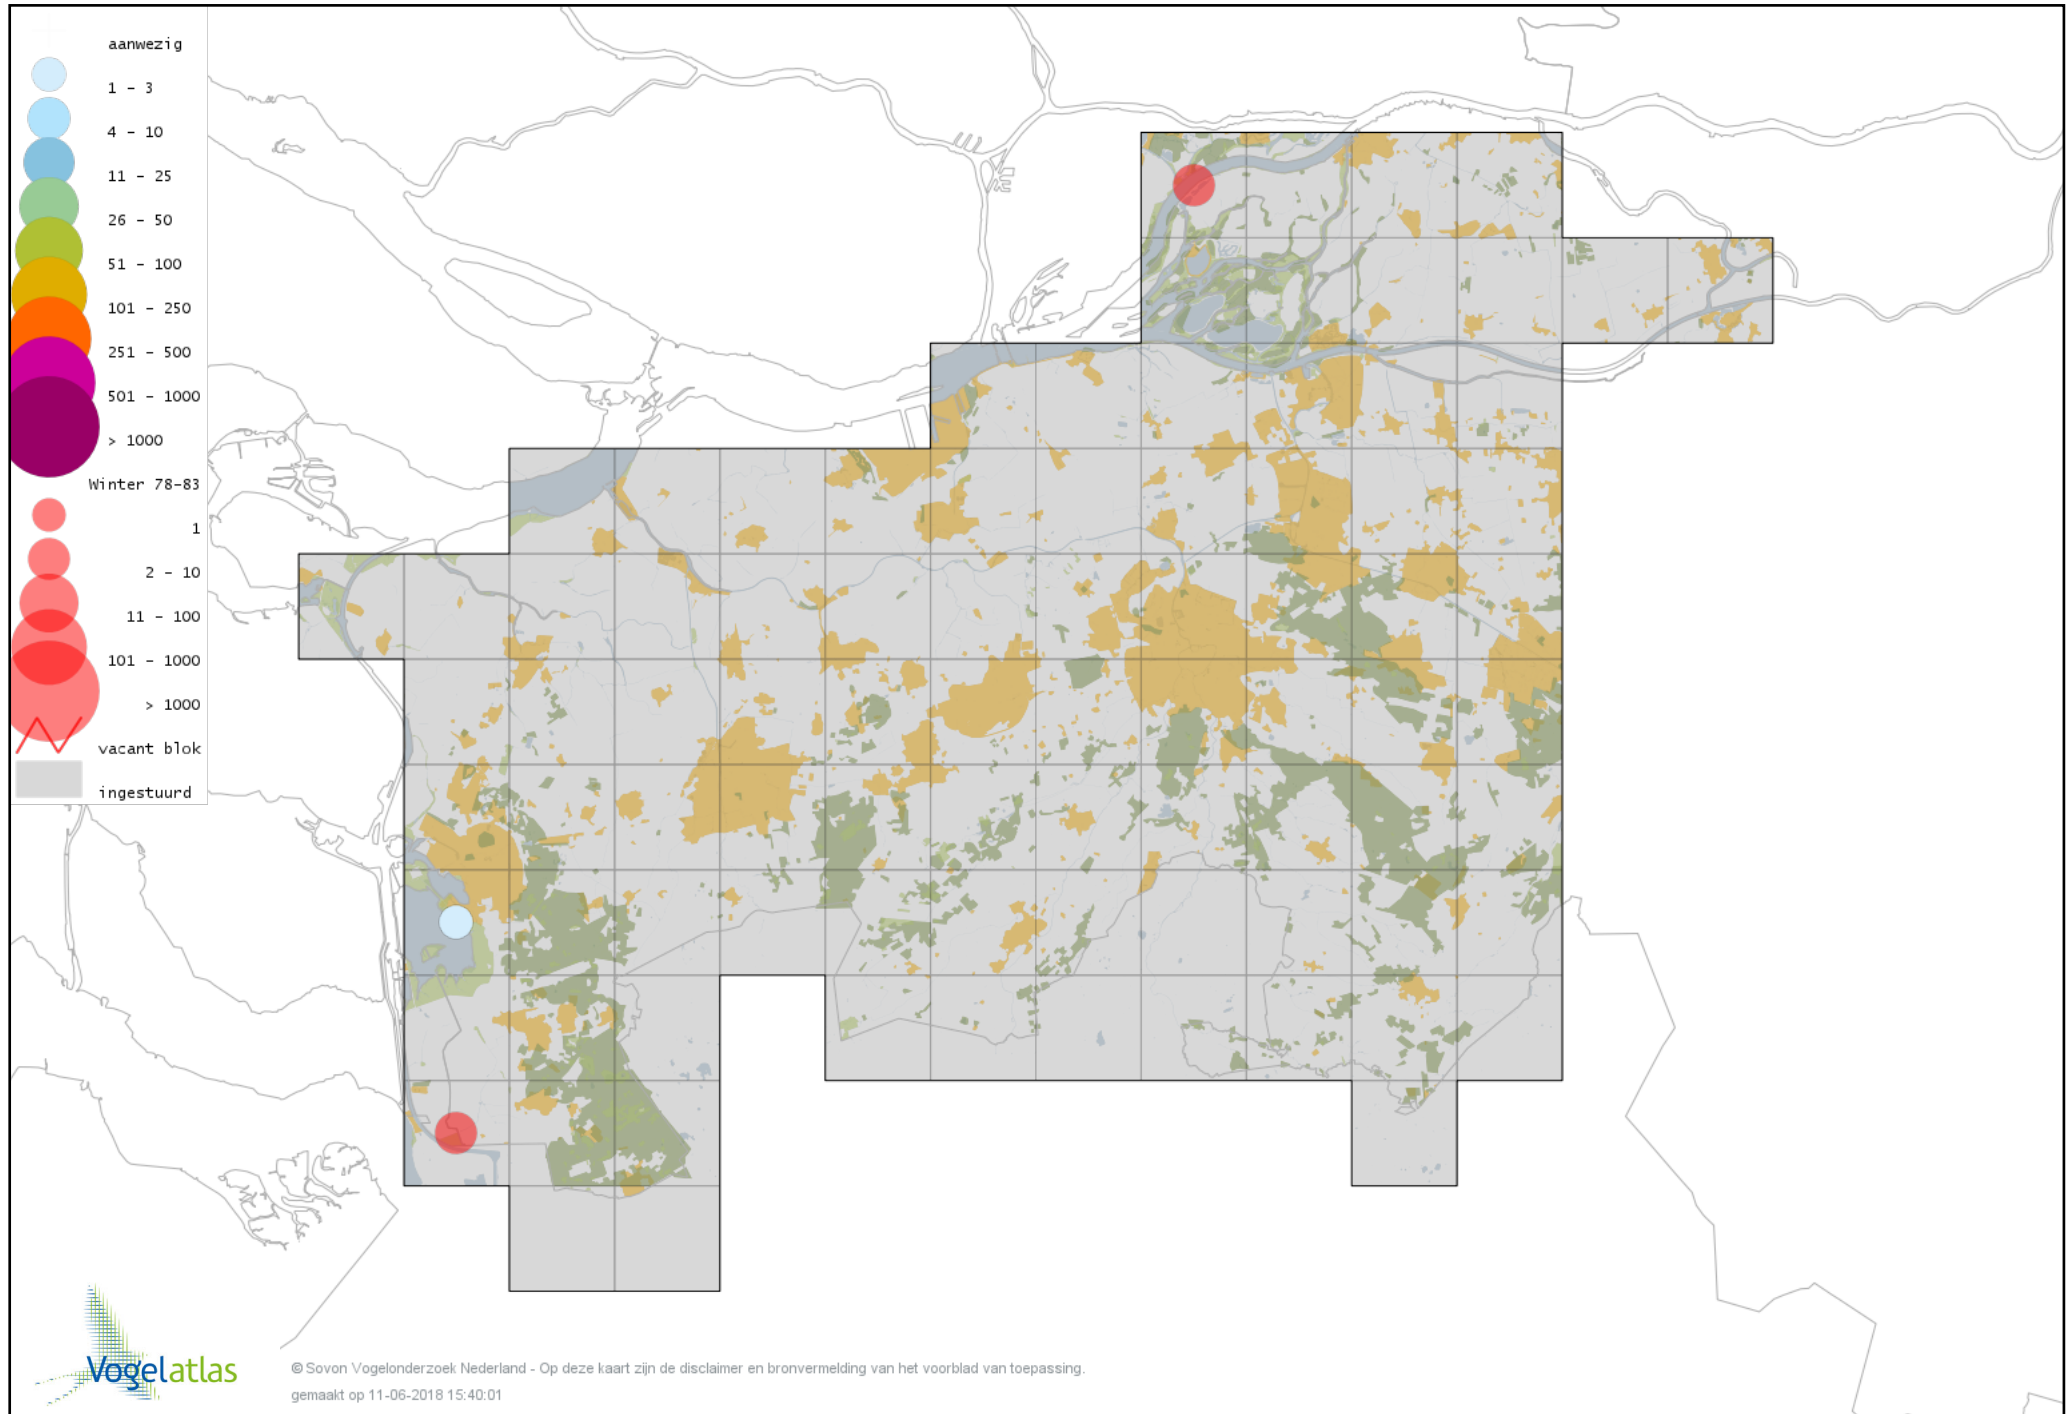 aanwezig
1 - 3
4 - 10
11 - 25
26 - 50
51 - 100
101 - 250
251 - 500
501 - 1000
> 1000
Winter 78-83
1
2 - 10
11 - 100
101 - 1000
> 1000
vacant blok
ingestuurd
Vogelatlas
© Sovon Vogelonderzoek Nederland - Op deze kaart zijn de disclaimer en bronvermelding van het voorblad van toepassing.
gemaakt op 11-06-2018 15:40:01